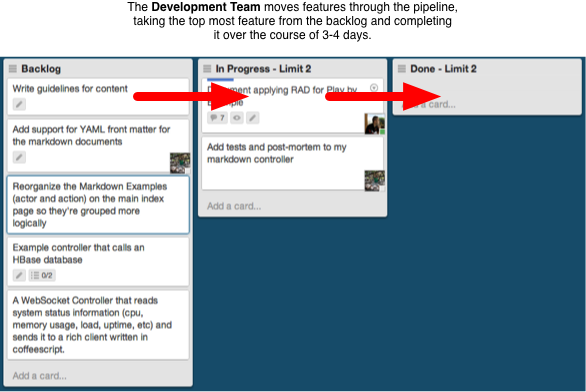 The Development Team moves features through the pipeline,
taking the top most feature from the backlog and completing
it over the course of 3-4 days.
Backlog
Write guidelines for content
Add support for YAML front matter for
the markdown documents
Reorganize the Markdown Examples
(actor and action) on the main index
page so they're grouped more
logically
Example controller that calls an
HBase database
0/2
A WebSocket Controller that reads
system status information (cpu,
memory usage, load, uptime, etc) and
sends it to a rich client written in
coffeescript.
Add a card...
In Progress - Limit 2
applying RAD for Play by
7
Add tests and post-mortem to my
markdown controller
Add a card...
Done - Limit 2
a card...